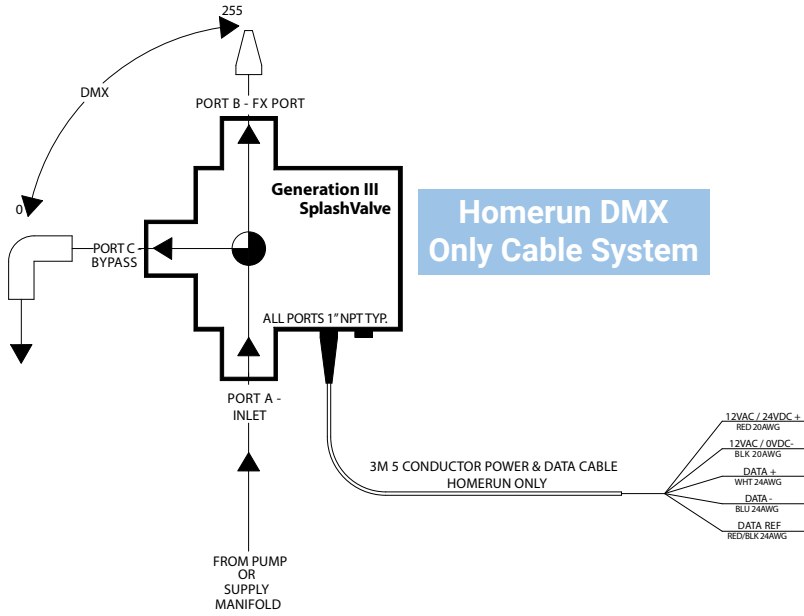 255
DMX
0
PORT B - FX PORT
Generation III
SplashValve
Homerun DMX
Only Cable System
PORT C -
BYPASS
ALL PORTS 1" NPT TYP.
PORT A -
INLET
3M 5 CONDUCTOR POWER & DATA CABLE
HOMERUN ONLY
12VAC / 24VDC +
RED 20AWG
12VAC / 0VDC-
BLK 20AWG
DATA +
WHT 24AWG
DATA -
BLU 24AWG
DATA REF
RED/BLK 24AWG
FROM PUMP
OR
SUPPLY
MANIFOLD